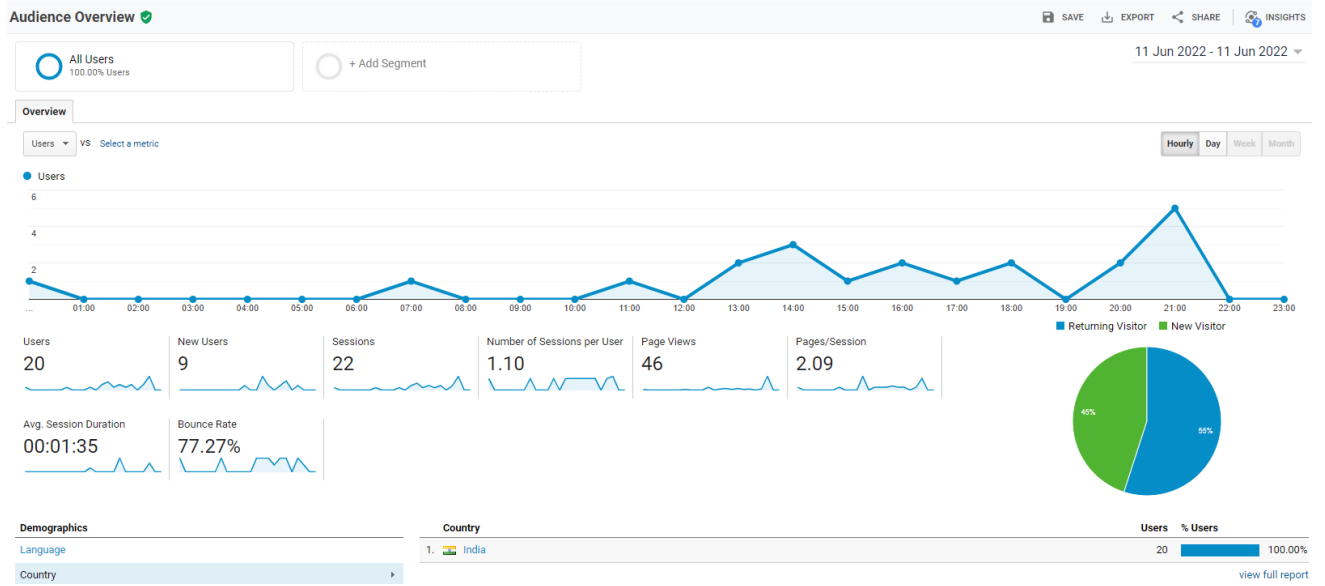 Audience Overview
SAVE EXPORT SHARE 7 INSIGHTS
All Users
100.00% Users
+ Add Segment
11 Jun 2022 - 11 Jun 2022
Overview
Users VS Select a metric
Hourly Day Week Month
Users
6
4
2
... 01:00 02:00 03:00 04:00 05:00 06:00 07:00 08:00 09:00 10:00 11:00 12:00 13:00 14:00 15:00 16:00 17:00 18:00 19:00 20:00 21:00 22:00 23:00
Returning Visitor New Visitor
Users New Users Sessions Number of Sessions per User Page Views Pages/Session
20 9 22 1.10 46 2.09
45%
55%
Avg. Session Duration Bounce Rate
00:01:35 77.27%
Demographics
Language
Country
Country Users % Users
1. India 20 100.00%
view full report